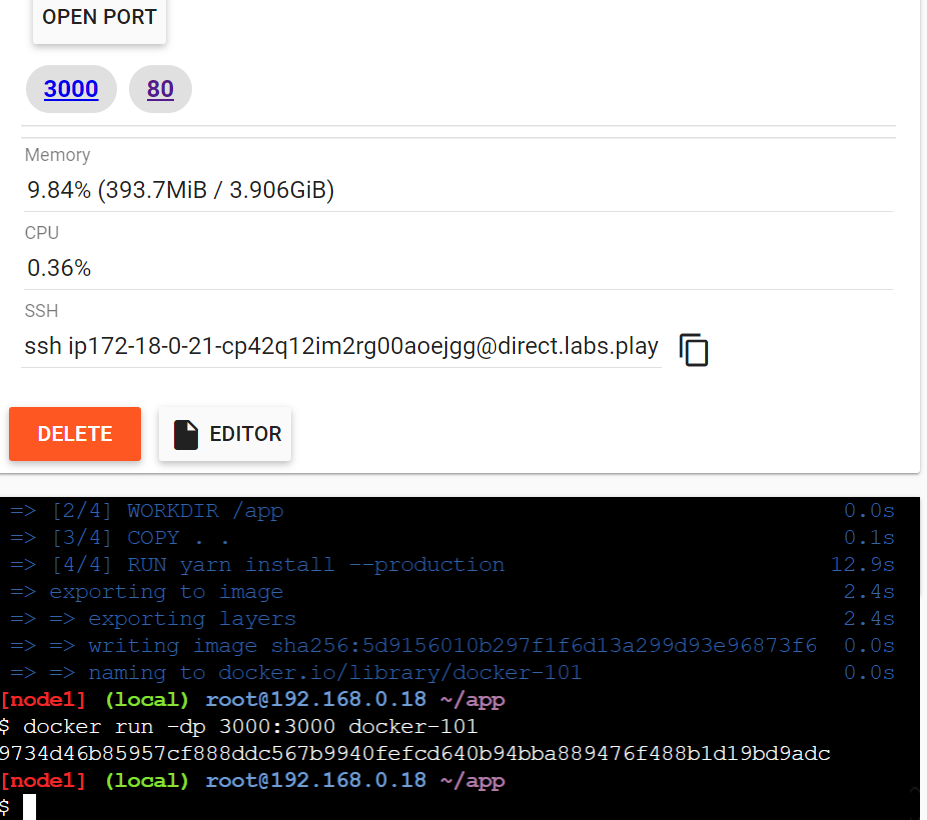 OPEN PORT
3000 80
Memory
9.84% (393.7MiB / 3.906GiB)
CPU
0.36%
SSH
ssh ip172-18-0-21-cp42q12im2rg00aoejgg@direct.labs.play
DELETE EDITOR
=> [2/4] WORKDIR /app 0.0s
=> [3/4] COPY . . 0.1s
=> [4/4] RUN yarn install --production 12.9s
=> exporting to image 2.4s
=> => exporting layers 2.4s
=> => writing image sha256:5d9156010b297f1f6d13a299d93e96873f6 0.0s
=> => naming to docker.io/library/docker-101 0.0s
[node1] (local) root@192.168.0.18 ~/app
$ docker run -dp 3000:3000 docker-101
9734d46b85957cf888ddc567b9940fefcd640b94bba889476f488b1d19bd9adc
[node1] (local) root@192.168.0.18 ~/app
$